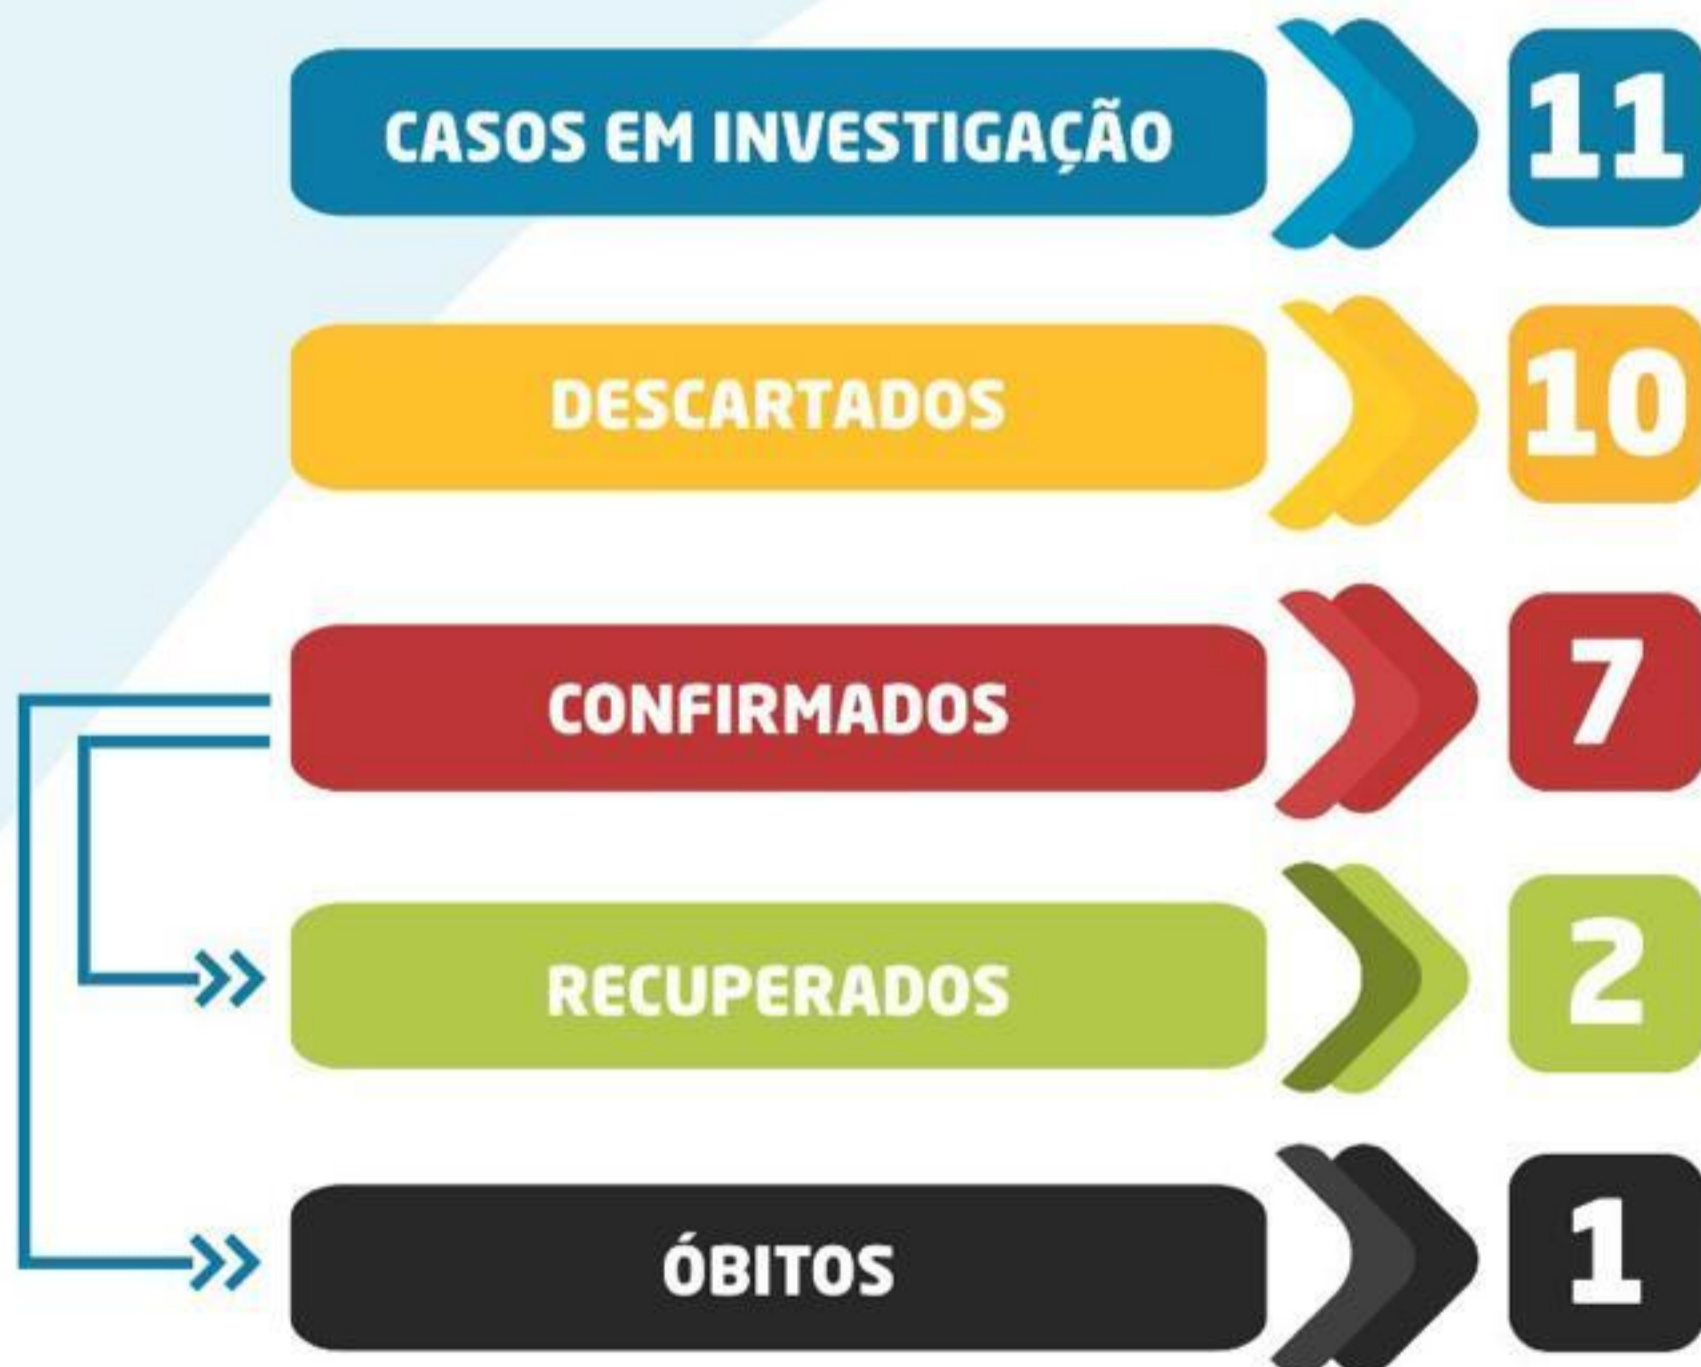 CASOS EM INVESTIGAÇÃO 11
DESCARTADOS 10
CONFIRMADOS 7
RECUPERADOS 2
ÓBITOS 1